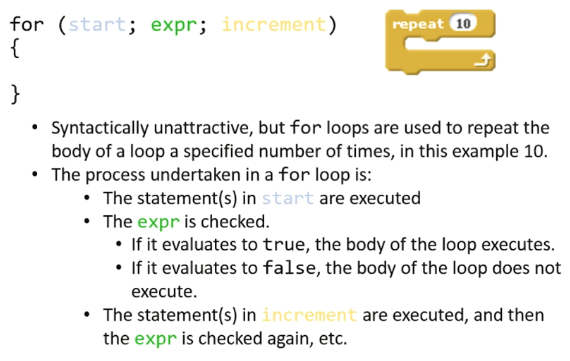 for (start; expr; increment)
{
}
repeat 10
• Syntactically unattractive, but for loops are used to repeat the
body of a loop a specified number of times, in this example 10.
• The process undertaken in a for loop is:
• The statement(s) in start are executed
• The expr is checked.
• If it evaluates to true, the body of the loop executes.
• If it evaluates to false, the body of the loop does not
execute.
• The statement(s) in increment are executed, and then
the expr is checked again, etc.